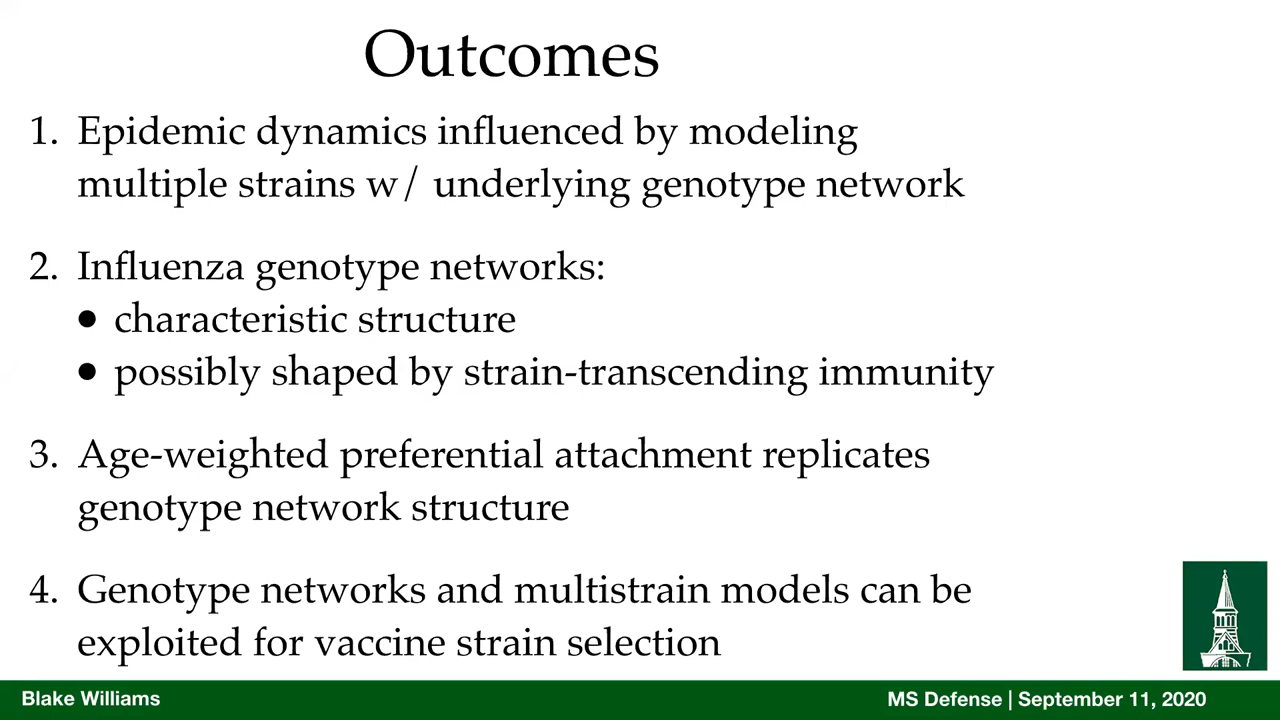 Outcomes
1. Epidemic dynamics influenced by modeling
multiple strains w/ underlying genotype network
2. Influenza genotype networks:
• characteristic structure
• possibly shaped by strain-transcending immunity
3. Age-weighted preferential attachment replicates
genotype network structure
4. Genotype networks and multistrain models can be
exploited for vaccine strain selection
Blake Williams
MS Defense | September 11, 2020